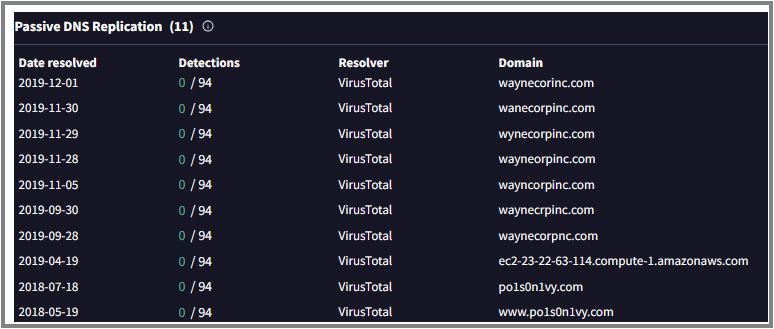 Passive DNS Replication (11)
Date resolved Detections Resolver Domain
2019-12-01 0 / 94 VirusTotal waynecorinc.com
2019-11-30 0 / 94 VirusTotal wanecorpinc.com
2019-11-29 0 / 94 VirusTotal wynecorpinc.com
2019-11-28 0 / 94 VirusTotal wayneorpinc.com
2019-11-05 0 / 94 VirusTotal wayncorpinc.com
2019-09-30 0 / 94 VirusTotal waynecrpinc.com
2019-09-28 0 / 94 VirusTotal waynecorpnc.com
2019-04-19 0 / 94 VirusTotal ec2-23-22-63-114.compute-1.amazonaws.com
2018-07-18 0 / 94 VirusTotal po1s0n1vy.com
2018-05-19 0 / 94 VirusTotal www.po1s0n1vy.com